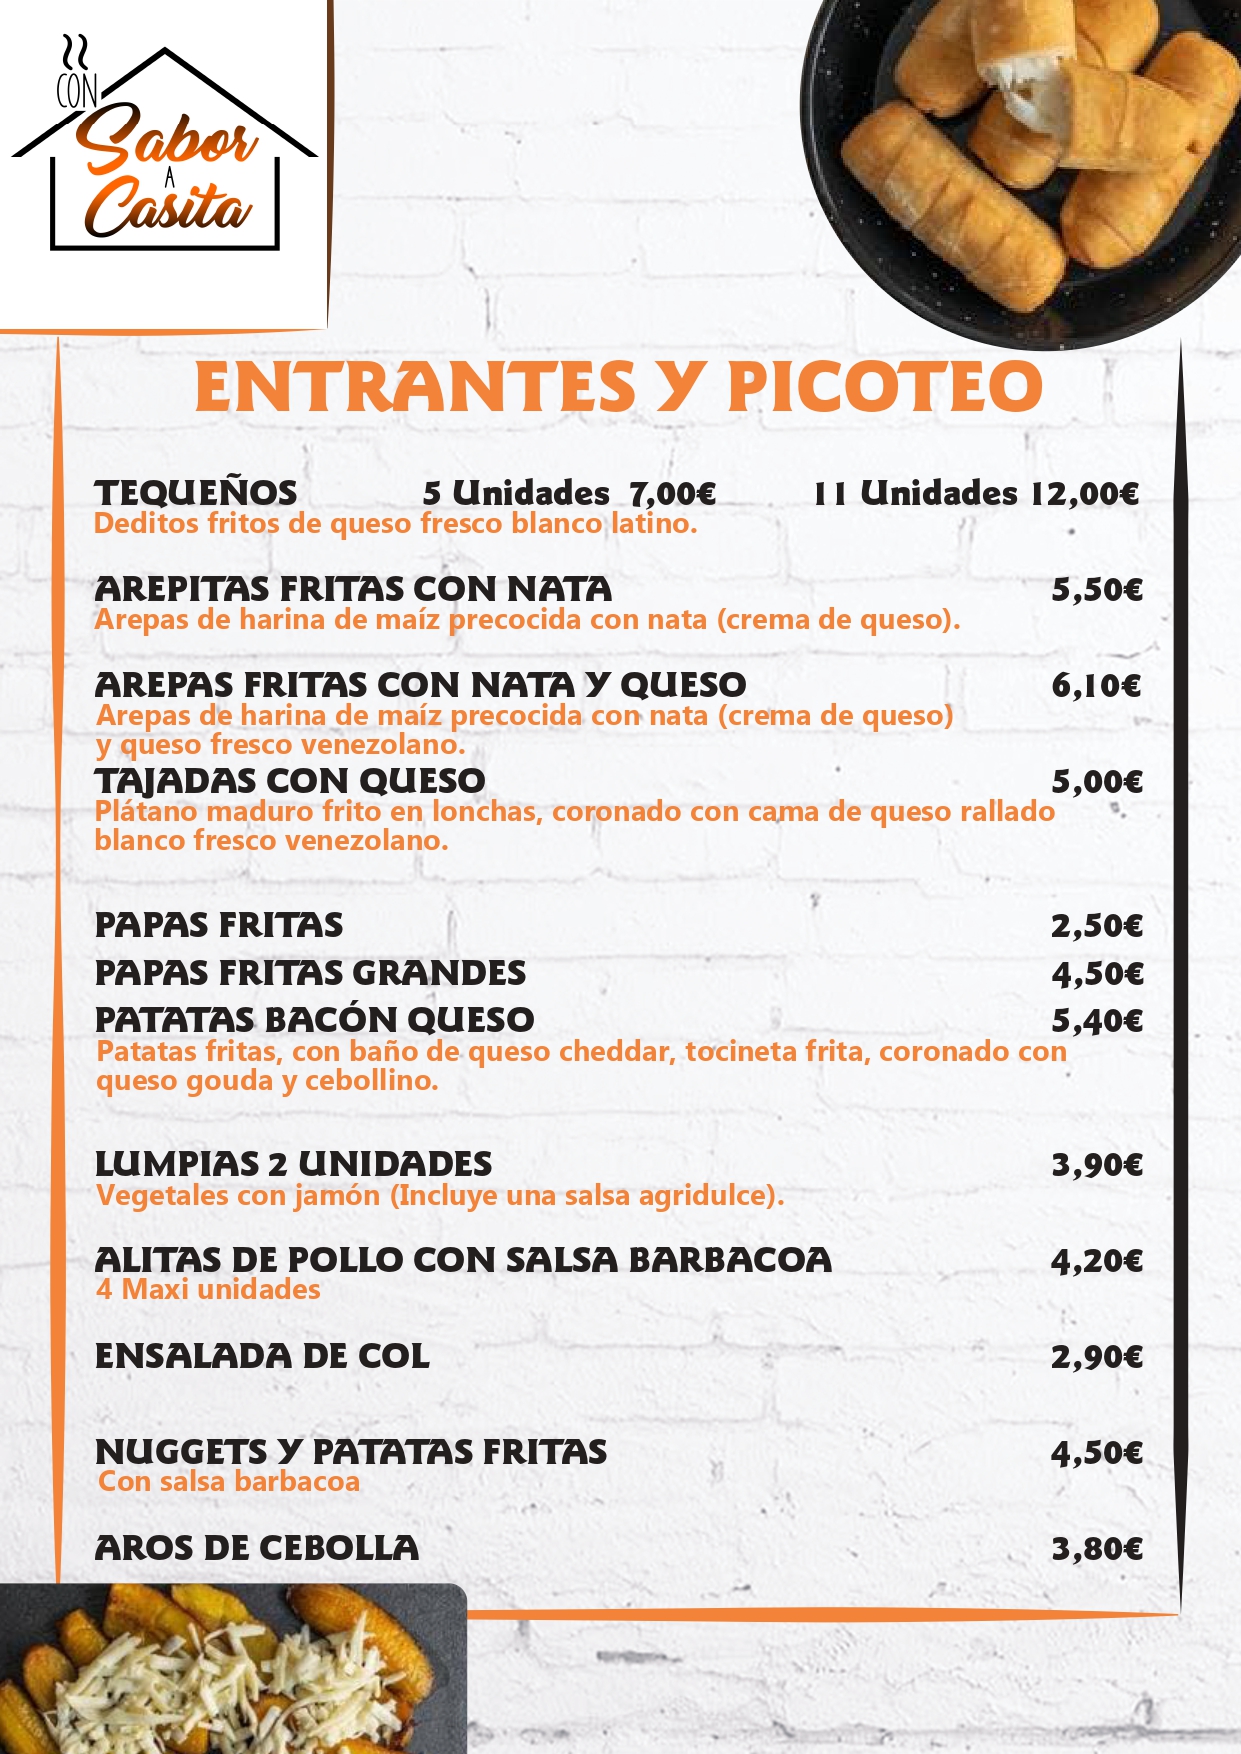 CON
Sabor
A
Casita
ENTRANTES Y PICOTEO
TEQUEÑOS 5 Unidades 7,00€ 11 Unidades 12,00€
Deditos fritos de queso fresco blanco latino.
AREPITAS FRITAS CON NATA 5,50€
Arepas de harina de maíz precocida con nata (crema de queso).
AREPAS FRITAS CON NATA Y QUESO 6,10€
Arepas de harina de maíz precocida con nata (crema de queso)
y queso fresco venezolano.
TAJADAS CON QUESO 5,00€
Plátano maduro frito en lonchas, coronado con cama de queso rallado
blanco fresco venezolano.
PAPAS FRITAS 2,50€
PAPAS FRITAS GRANDES 4,50€
PATATAS BACÓN QUESO 5,40€
Patatas fritas, con baño de queso cheddar, tocineta frita, coronado con
queso gouda y cebollino.
LUMPIAS 2 UNIDADES 3,90€
Vegetales con jamón (Incluye una salsa agridulce).
ALITAS DE POLLO CON SALSA BARBACOA 4,20€
4 Maxi unidades
ENSALADA DE COL 2,90€
NUGGETS Y PATATAS FRITAS 4,50€
Con salsa barbacoa
AROS DE CEBOLLA 3,80€